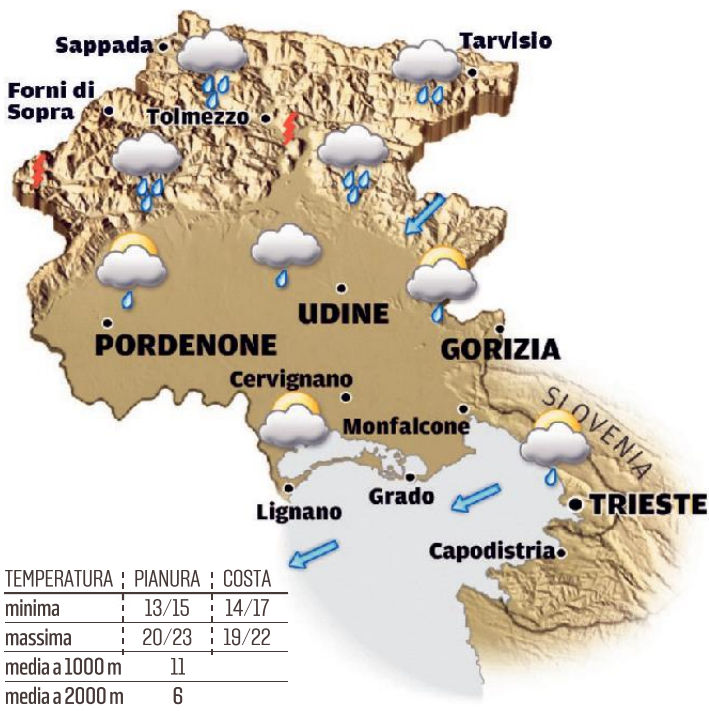 Sappada
Tarvisio
Forni di
Sopra
Tolmezzo
UDINE
PORDENONE
GORIZIA
Cervignano
SLOVENIA
Monfalcone
Grado
Lignano
TRIESTE
Capodistria
TEMPERATURA PIANURA COSTA
minima 13/15 14/17
massima 20/23 19/22
media a 1000 m 11
media a 2000 m 6